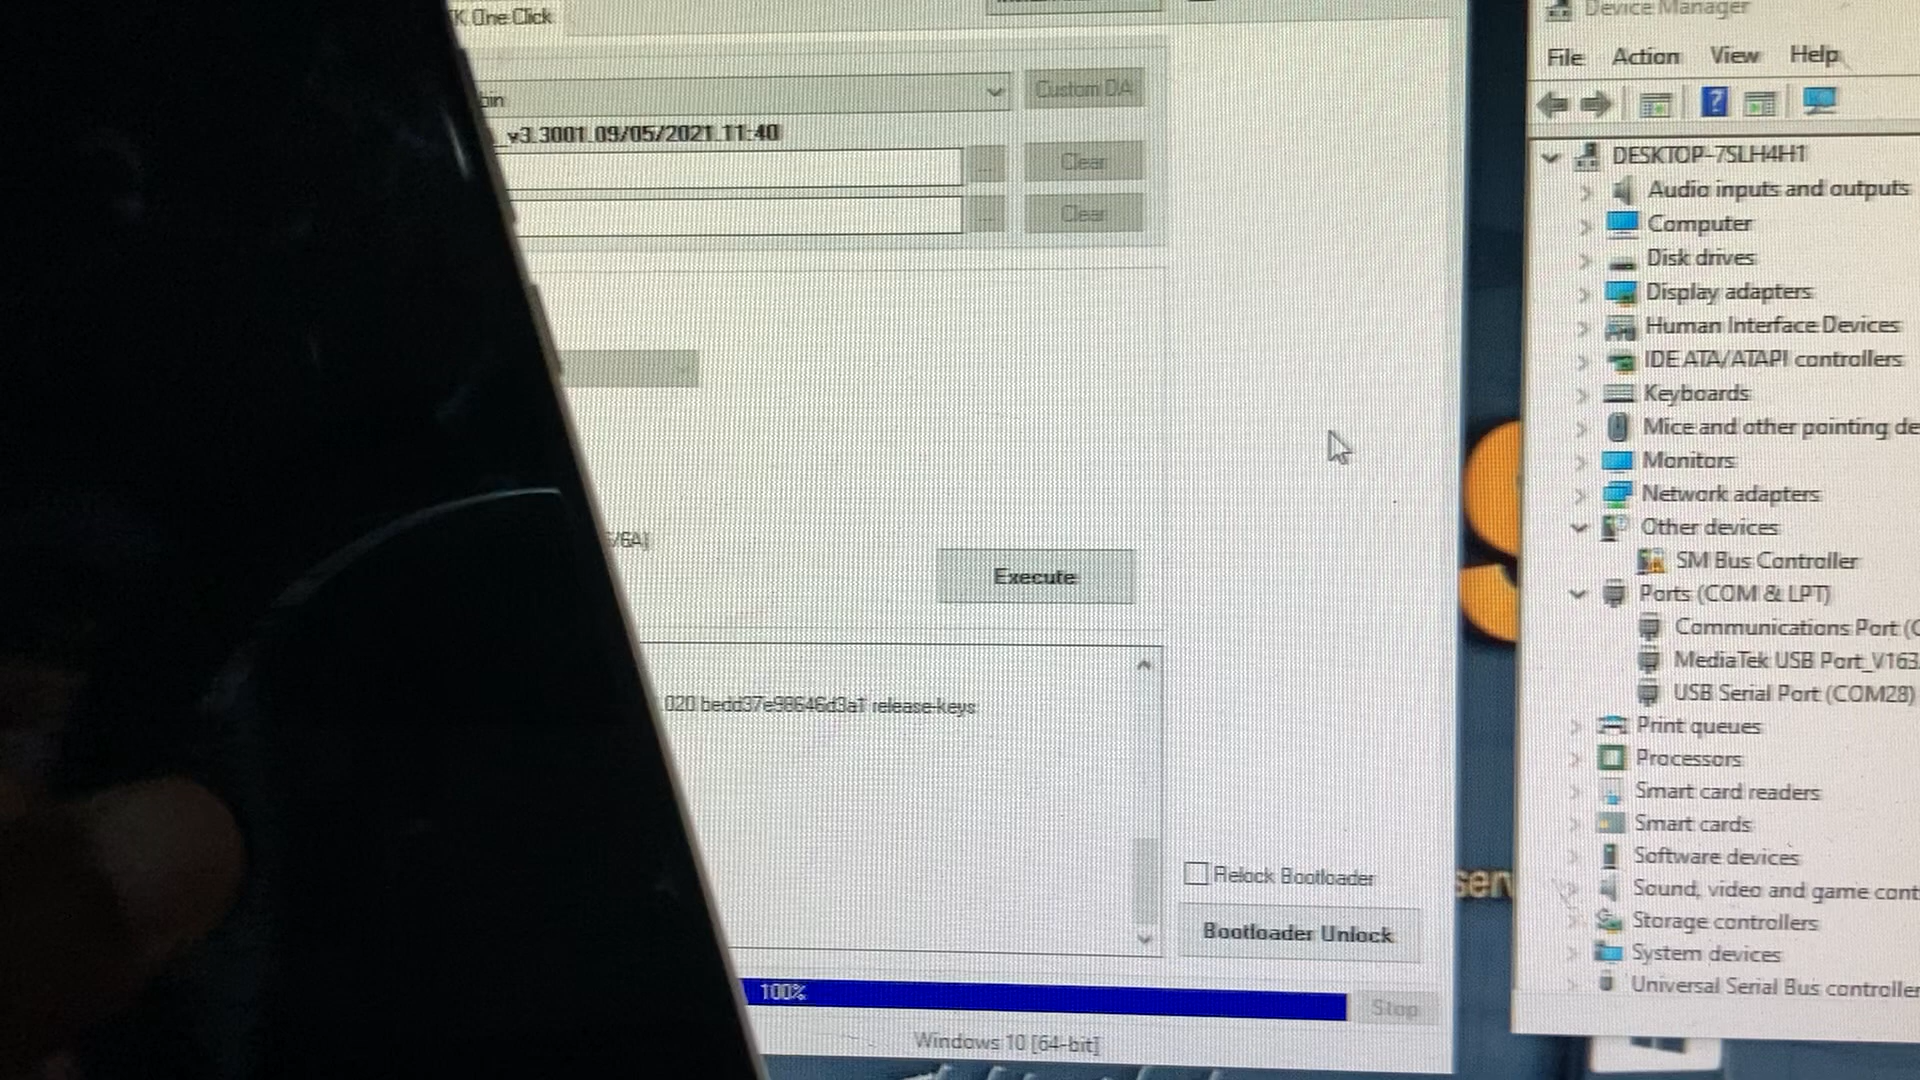 K One Click
bin
Custom DA
_v3.3001.09/05/2021.11:40
...
Clear
...
Clear
/6A]
Execute
020 bedd37e98646d3a1 release-keys
Relock Bootloader
Bootloader Unlock
100%
Stop
Windows 10 [64-bit]
Device Manager
File Action View Help
DESKTOP-7SLH4H1
Audio inputs and outputs
Computer
Disk drives
Display adapters
Human Interface Devices
IDE ATA/ATAPI controllers
Keyboards
Mice and other pointing de
Monitors
Network adapters
Other devices
SM Bus Controller
Ports (COM & LPT)
Communications Port (C
MediaTek USB Port_V163
USB Serial Port (COM28)
Print queues
Processors
Smart card readers
Smart cards
Software devices
Sound, video and game cont
Storage controllers
System devices
Universal Serial Bus controller
ser